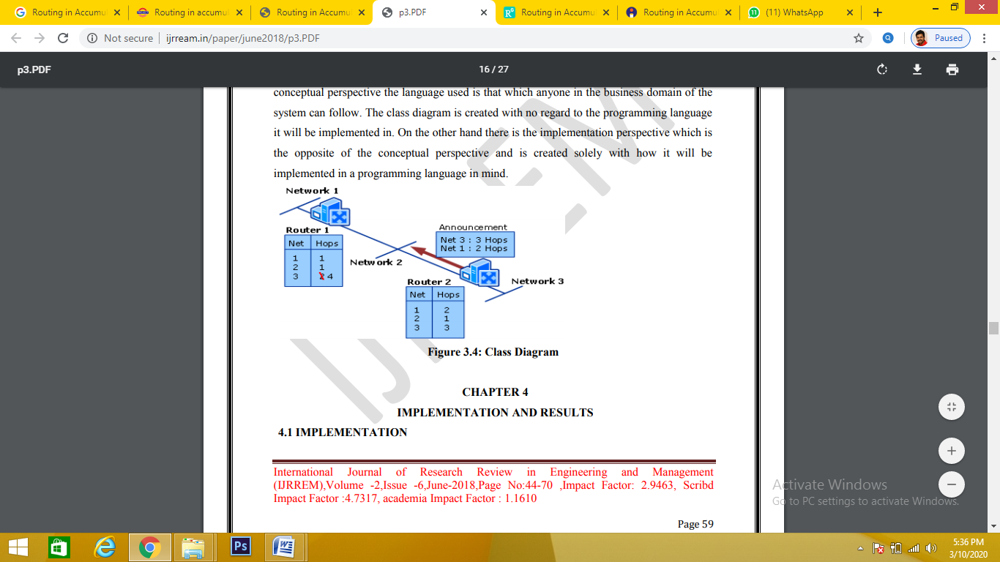 Routing in Accumu
Routing in accumu
Routing in Accumu
p3.PDF
Routing in Accumu
Routing in Accumu
(11) WhatsApp
Not secure
ijrream.in/paper/june2018/p3.PDF
Paused
p3.PDF
16 / 27
conceptual perspective the language used is that which anyone in the business domain of the
system can follow. The class diagram is created with no regard to the programming language
it will be implemented in. On the other hand there is the implementation perspective which is
the opposite of the conceptual perspective and is created solely with how it will be
implemented in a programming language in mind.
Network 1
Router 1
Net Hops
1 1
2 1
3 2 4
Network 2
Announcement
Net 3 : 3 Hops
Net 1 : 2 Hops
Network 3
Router 2
Net Hops
1 2
2 1
3 3
Figure 3.4: Class Diagram
CHAPTER 4
IMPLEMENTATION AND RESULTS
4.1 IMPLEMENTATION
International Journal of Research Review in Engineering and Management
(IJRREM),Volume -2,Issue -6,June-2018,Page No:44-70 ,Impact Factor: 2.9463, Scribd
Impact Factor :4.7317, academia Impact Factor : 1.1610
Page 59
Activate Windows
Go to PC settings to activate Windows.
Ps
5:36 PM
3/10/2020